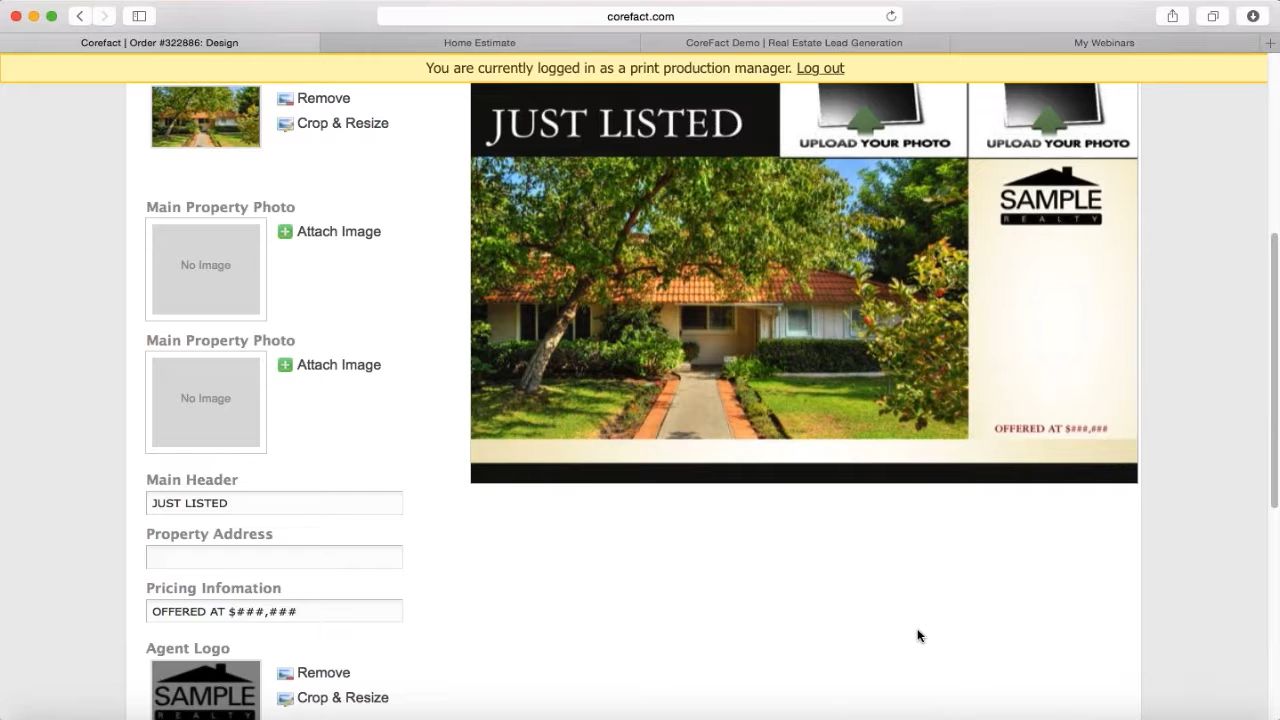 corefact.com
Corefact | Order #322886: Design
Home Estimate
CoreFact Demo | Real Estate Lead Generation
My Webinars
You are currently logged in as a print production manager. Log out
Remove
Crop & Resize
Main Property Photo
No Image
Attach Image
Main Property Photo
No Image
Attach Image
Main Header
JUST LISTED
Property Address
Pricing Infomation
OFFERED AT $###,###
Agent Logo
SAMPLE
REALTY
Remove
Crop & Resize
JUST LISTED
UPLOAD YOUR PHOTO
UPLOAD YOUR PHOTO
SAMPLE
REALTY
OFFERED AT $###,###